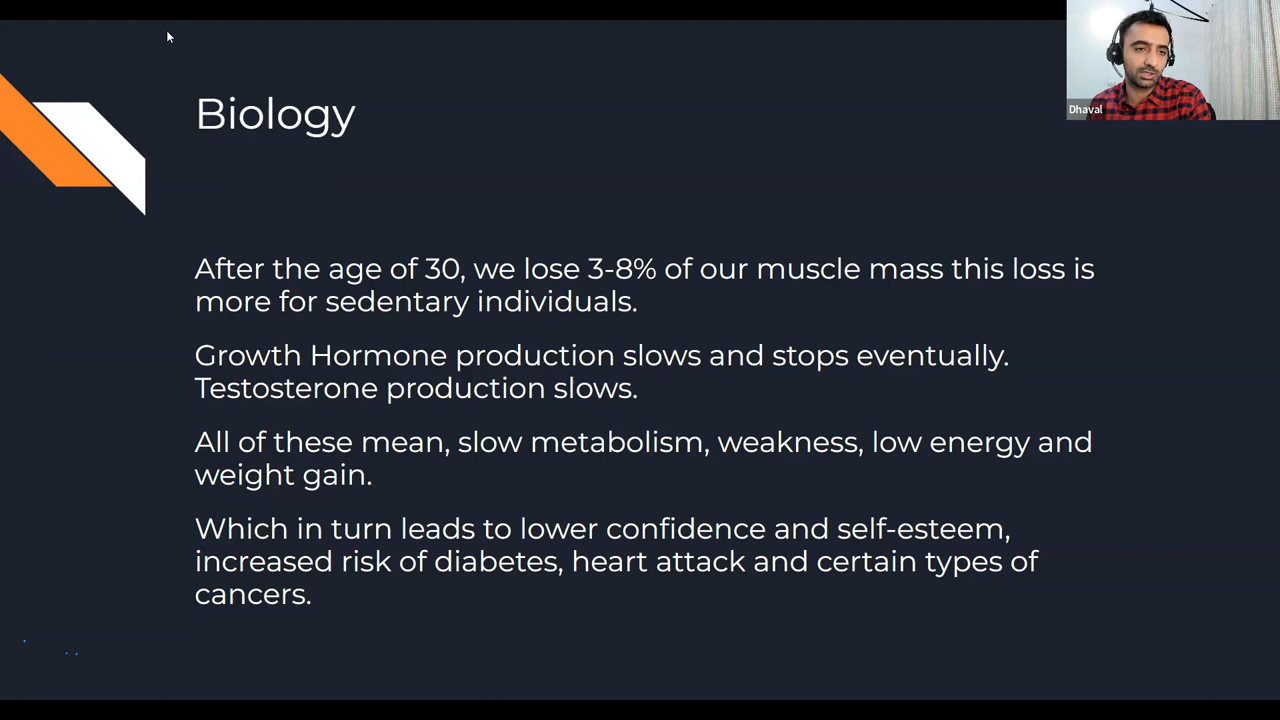 Biology
Dhaval
After the age of 30, we lose 3-8% of our muscle mass this loss is
more for sedentary individuals.
Growth Hormone production slows and stops eventually.
Testosterone production slows.
All of these mean, slow metabolism, weakness, low energy and
weight gain.
Which in turn leads to lower confidence and self-esteem,
increased risk of diabetes, heart attack and certain types of
cancers.